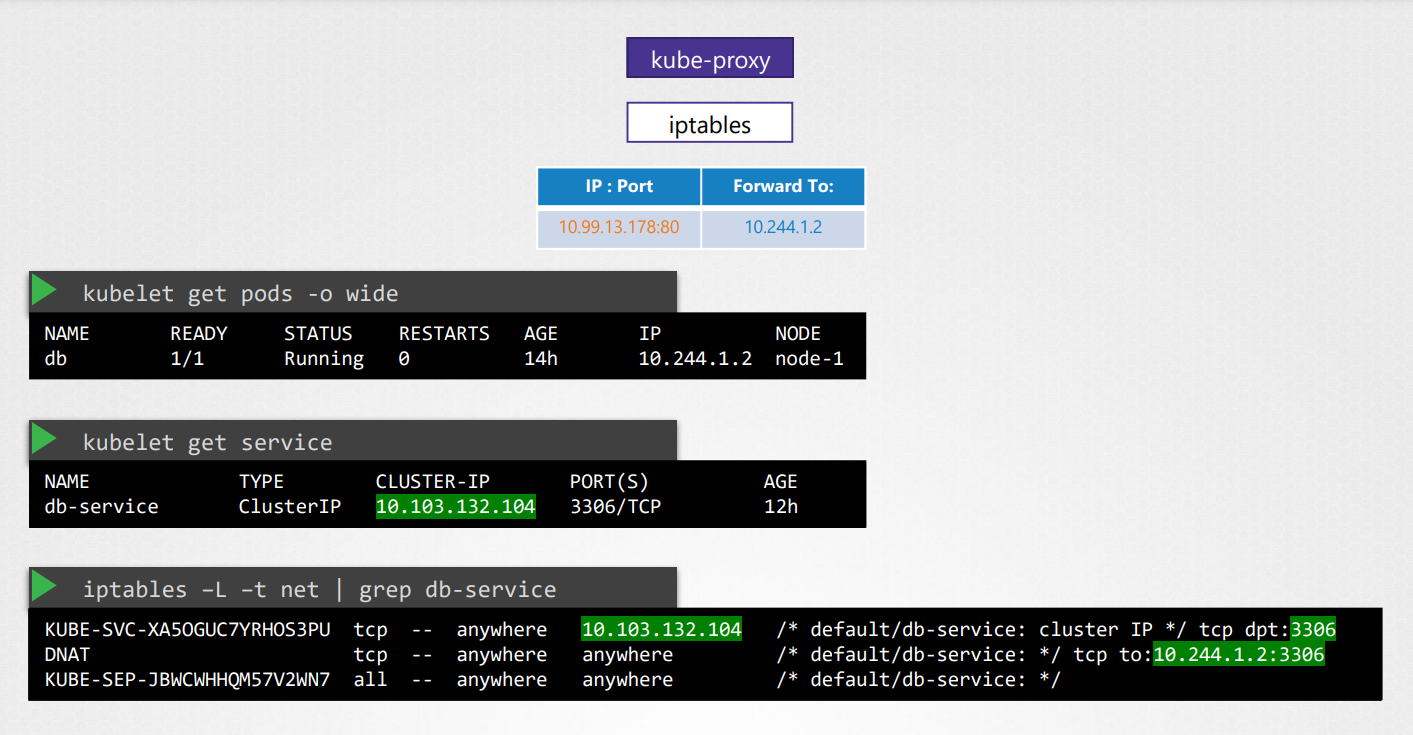 kube-proxy
iptables
IP : Port Forward To:
10.99.13.178:80 10.244.1.2
kubelet get pods -o wide
NAME READY STATUS RESTARTS AGE IP NODE
db 1/1 Running 0 14h 10.244.1.2 node-1
kubelet get service
NAME TYPE CLUSTER-IP PORT(S) AGE
db-service ClusterIP 10.103.132.104 3306/TCP 12h
iptables –L –t net | grep db-service
KUBE-SVC-XA5OGUC7YRHOS3PU tcp -- anywhere 10.103.132.104 /* default/db-service: cluster IP */ tcp dpt:3306
DNAT tcp -- anywhere anywhere /* default/db-service: */ tcp to:10.244.1.2:3306
KUBE-SEP-JBWCWHHQM57V2WN7 all -- anywhere anywhere /* default/db-service: */